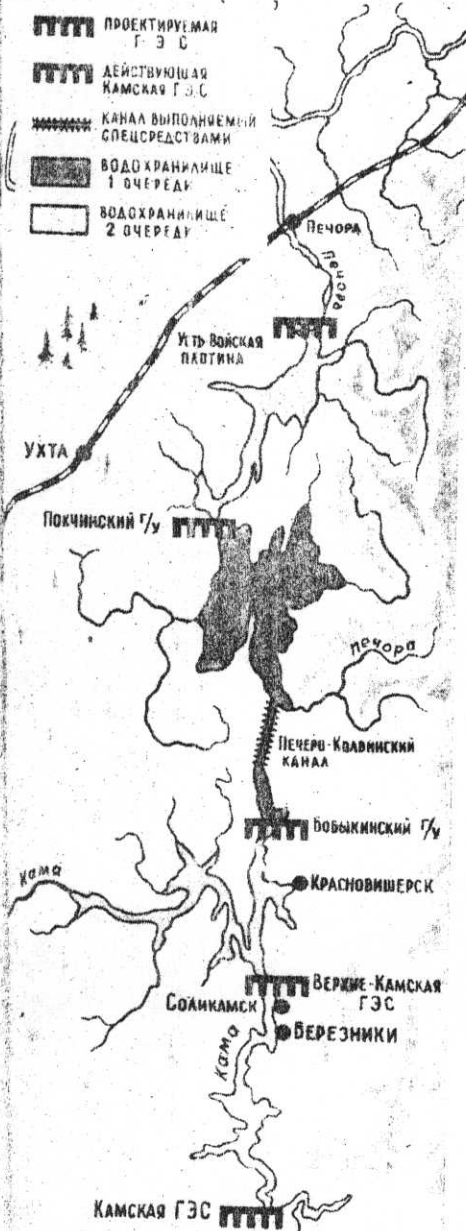 ПРОЕКТИРУЕМАЯ
ГЭС
ДЕЙСТВУЮЩАЯ
КАМСКАЯ ГЭС
КАНАЛ ВЫПОЛНЯЕМЫЙ
СПЕЦСРЕДСТВАМИ
ВОДОХРАНИЛИЩЕ
1 ОЧЕРЕДИ
ВОДОХРАНИЛИЩЕ
2 ОЧЕРЕДИ
ПЕЧОРА
Печора
УСТЬ-ВОЙСКАЯ
ПЛОТИНА
УХТА
ПОКЧИНСКИЙ Г/У
Печора
ПЕЧЕРО-КОЛВИНСКИЙ
КАНАЛ
БОБЫКИНСКИЙ Г/У
Кама
КРАСНОВИШЕРСК
ВЕРХНЕ-КАМСКАЯ
ГЭС
СОЛИКАМСК
БЕРЕЗНИКИ
Кама
КАМСКАЯ ГЭС